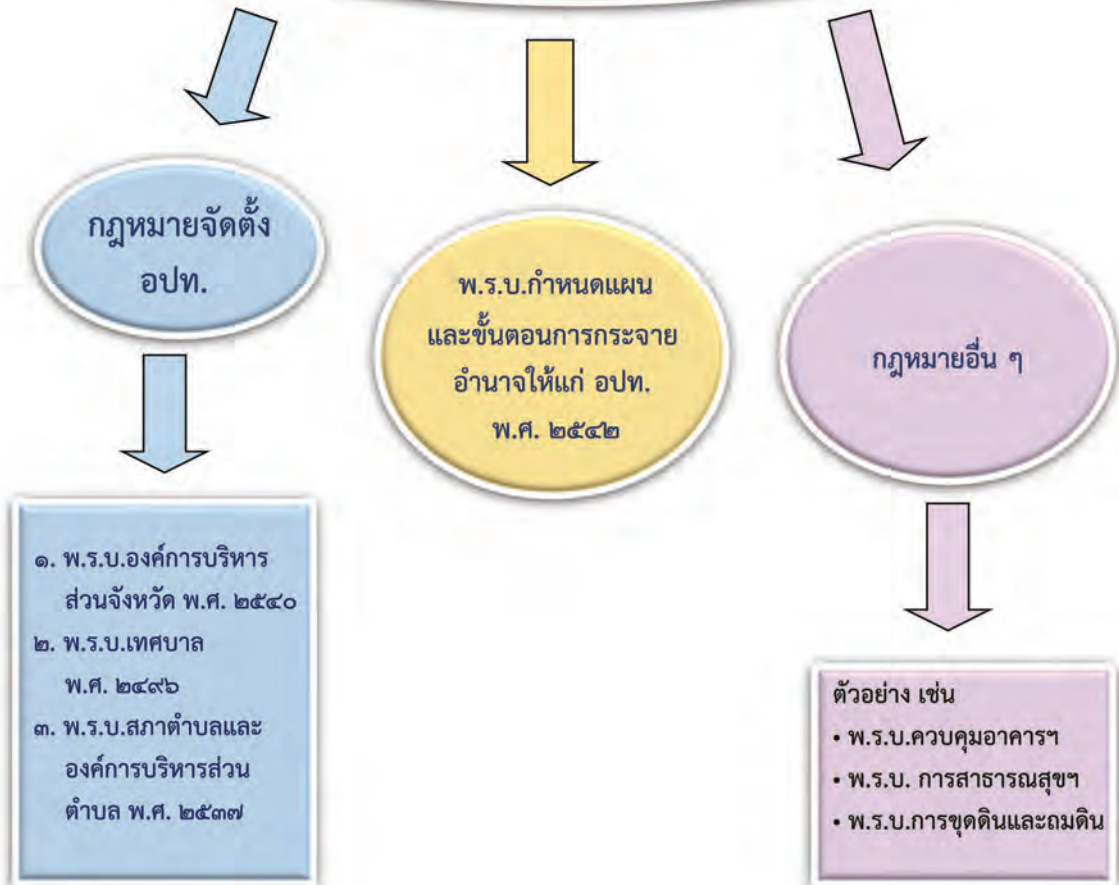 กฎหมายจัดตั้ง
อปท.
๑. พ.ร.บ.องค์การบริหาร
ส่วนจังหวัด พ.ศ. ๒๕๔๐
๒. พ.ร.บ.เทศบาล
พ.ศ. ๒๔๙๖
๓. พ.ร.บ.สภาตำบลและ
องค์การบริหารส่วน
ตำบล พ.ศ. ๒๕๓๗
พ.ร.บ.กำหนดแผน
และขั้นตอนการกระจาย
อำนาจให้แก่ อปท.
พ.ศ. ๒๕๔๒
กฎหมายอื่น ๆ
ตัวอย่าง เช่น
• พ.ร.บ.ควบคุมอาคารฯ
• พ.ร.บ. การสาธารณสุขฯ
• พ.ร.บ.การขุดดินและถมดิน